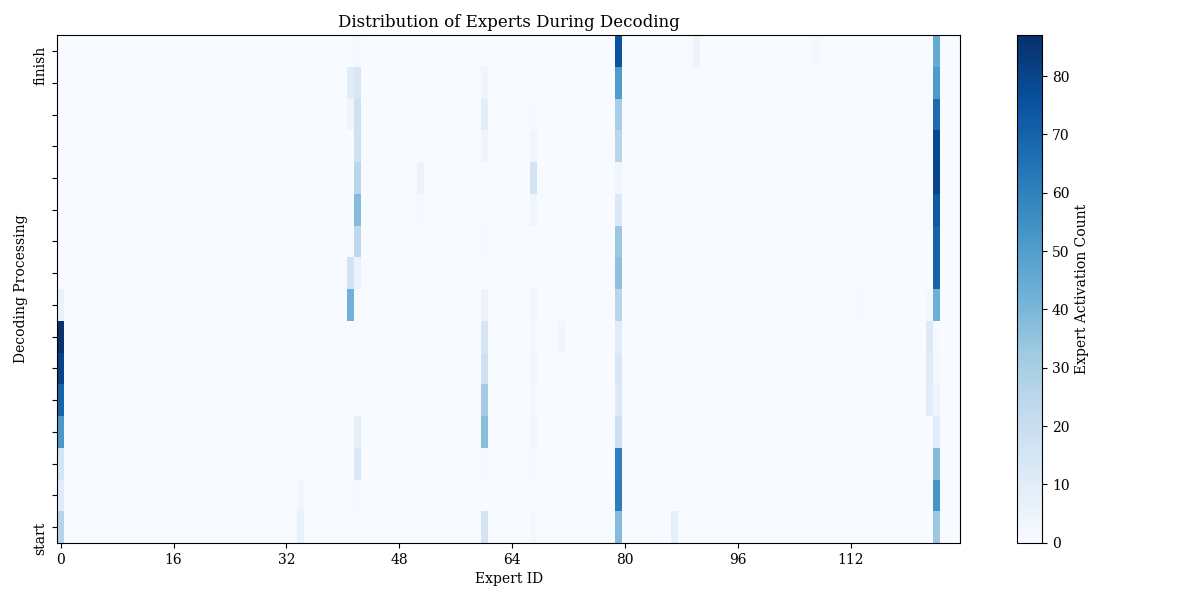 Distribution of Experts During Decoding
finish
Decoding Processing
start
0 16 32 48 64 80 96 112
Expert ID
80
70
60
50
40
30
20
10
0
Expert Activation Count